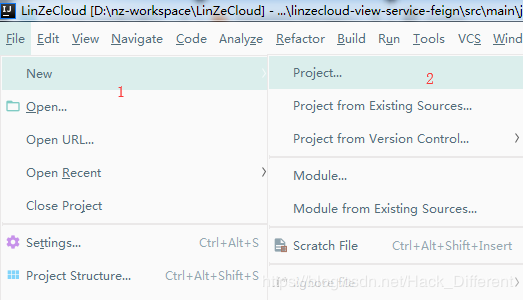 LinZeCloud [D:\nz-workspace\LinZeCloud] - ...\linzecloud-view-service-feign\src\main\j
File Edit View Navigate Code Analyze Refactor Build Run Tools VCS Wind
New
1
Open...
Open URL...
Open Recent
Close Project
Settings... Ctrl+Alt+S
Project Structure... Ctrl+Alt+Shift+S
Project...
2
Project from Existing Sources...
Project from Version Control...
Module...
Module from Existing Sources...
Scratch File Ctrl+Alt+Shift+Insert
.ignore file
https://blog.csdn.net/Hack_Different